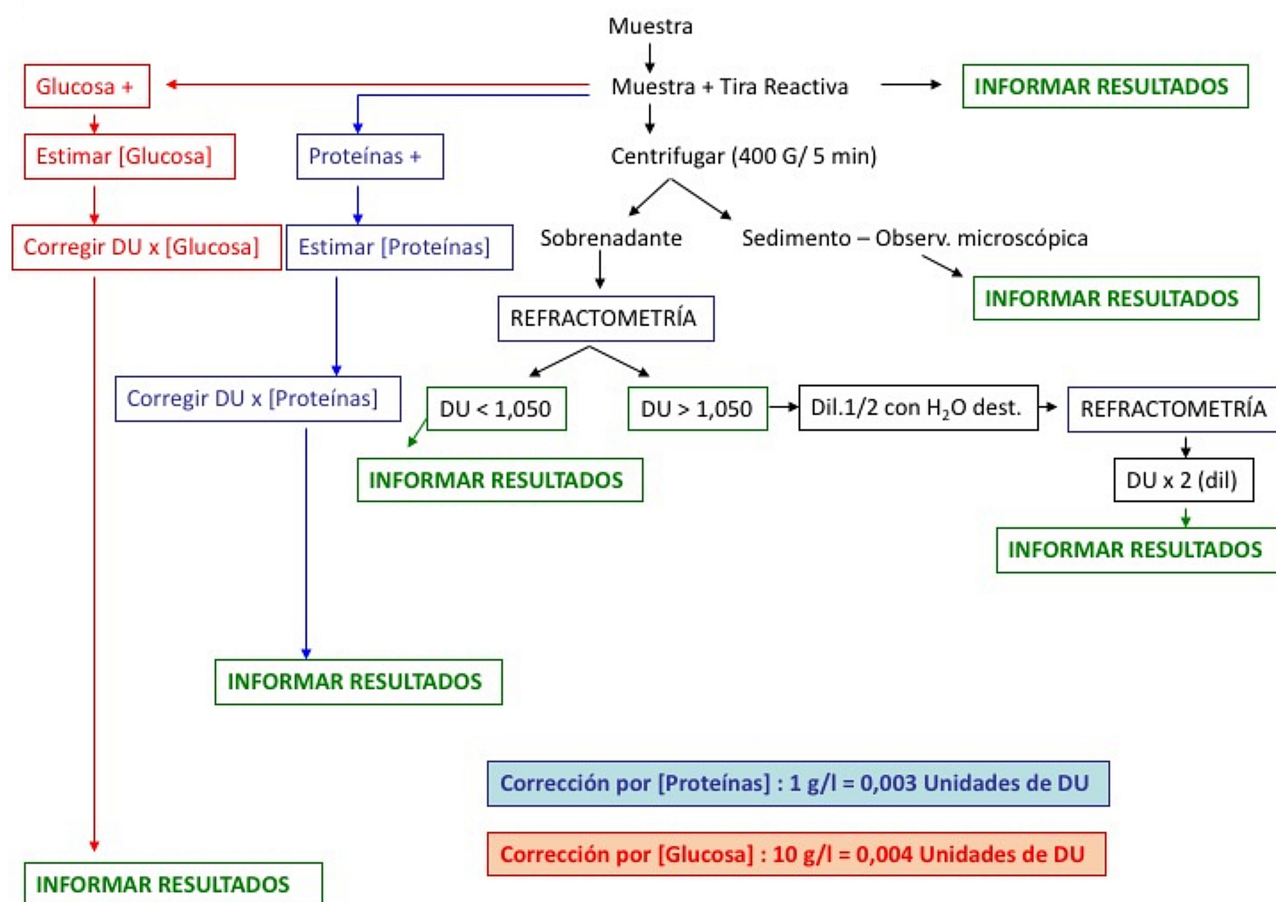 Muestra
Glucosa +
Muestra + Tira Reactiva
INFORMAR RESULTADOS
Estimar [Glucosa]
Proteínas +
Centrifugar (400 G/ 5 min)
Corregir DU x [Glucosa]
Estimar [Proteínas]
Sobrenadante
Sedimento – Observ. microscópica
INFORMAR RESULTADOS
REFRACTOMETRÍA
Corregir DU x [Proteínas]
DU < 1,050
DU > 1,050
Dil.1/2 con H₂O dest.
REFRACTOMETRÍA
INFORMAR RESULTADOS
DU x 2 (dil)
INFORMAR RESULTADOS
INFORMAR RESULTADOS
Corrección por [Proteínas] : 1 g/l = 0,003 Unidades de DU
Corrección por [Glucosa] : 10 g/l = 0,004 Unidades de DU
INFORMAR RESULTADOS